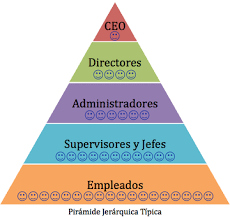 CEO
Directores
Administradores
Supervisores y Jefes
Empleados
Pirámide Jerárquica Típica